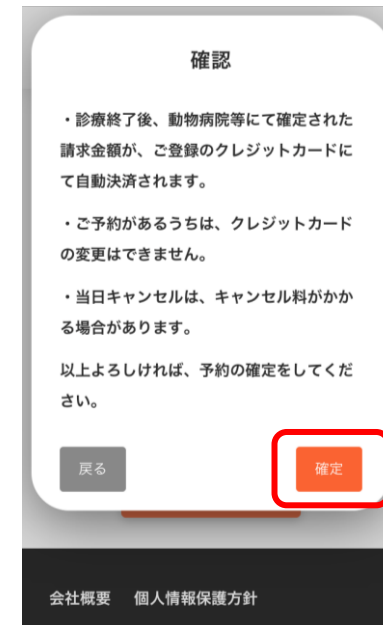 確認
・診療終了後、動物病院等にて確定された
請求金額が、ご登録のクレジットカードに
て自動決済されます。
・ご予約があるうちは、クレジットカード
の変更はできません。
・当日キャンセルは、キャンセル料がかか
る場合があります。
以上よろしければ、予約の確定をしてくだ
さい。
戻る
確定
会社概要 個人情報保護方針